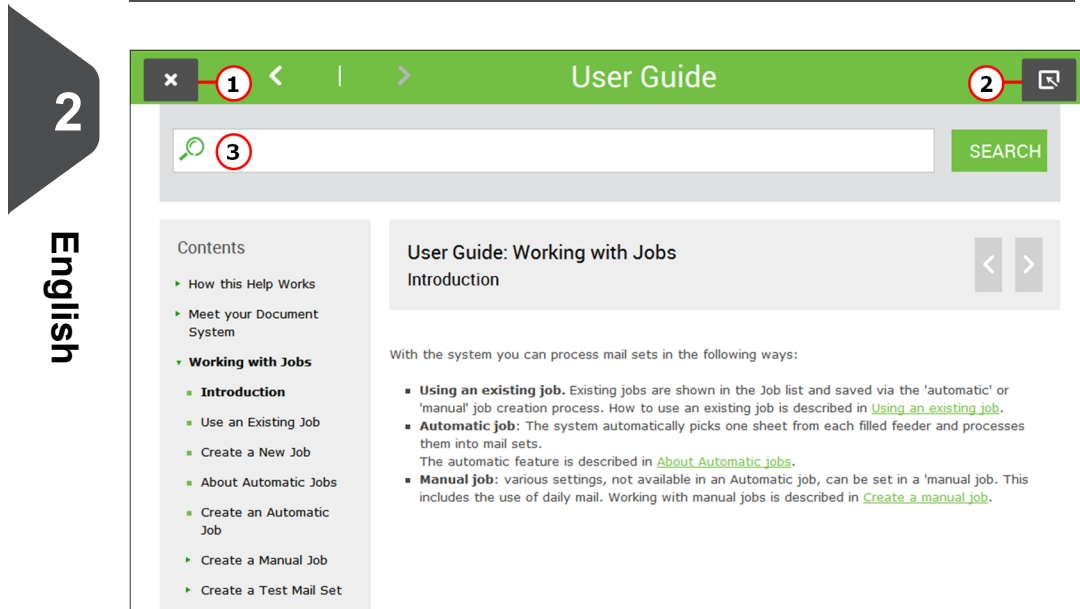 2
English
1
User Guide
2
3
SEARCH
Contents
How this Help Works
Meet your Document
System
Working with Jobs
Introduction
Use an Existing Job
Create a New Job
About Automatic Jobs
Create an Automatic
Job
Create a Manual Job
Create a Test Mail Set
User Guide: Working with Jobs
Introduction
With the system you can process mail sets in the following ways:
Using an existing job. Existing jobs are shown in the Job list and saved via the 'automatic' or
'manual' job creation process. How to use an existing job is described in Using an existing job.
Automatic job: The system automatically picks one sheet from each filled feeder and processes
them into mail sets.
The automatic feature is described in About Automatic jobs.
Manual job: various settings, not available in an Automatic job, can be set in a 'manual job. This
includes the use of daily mail. Working with manual jobs is described in Create a manual job.